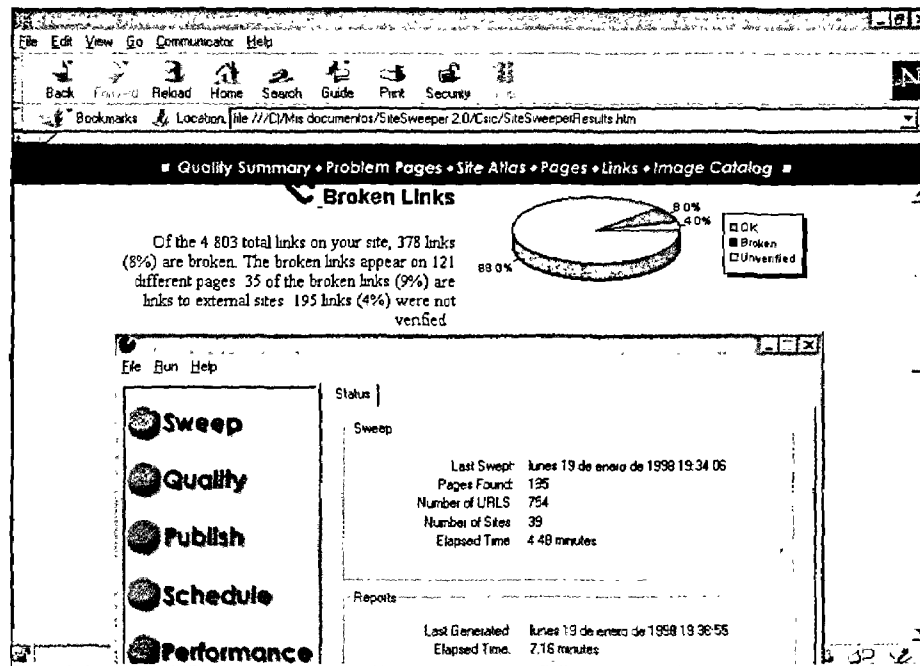 File Edit View Go Communicator Help
Back Forward Reload Home Search Guide Print Security
Bookmarks Location file:///C|/Mis documentos/SiteSweeper 2.0/Csic/SiteSweeperResults.htm
Quality Summary Problem Pages Site Atlas Pages Links Image Catalog
Broken Links
8.0%
4.0%
88.0%
OK
Broken
Unverified
Of the 4 803 total links on your site, 378 links
(8%) are broken. The broken links appear on 121
different pages 35 of the broken links (9%) are
links to external sites 195 links (4%) were not
verified
File Run Help
Sweep
Quality
Publish
Schedule
Performance
Status
Sweep
Last Swept: lunes 19 de enero de 1998 19:34:06
Pages Found: 195
Number of URLS 754
Number of Sites 39
Elapsed Time 4.48 minutes
Reports
Last Generated: lunes 19 de enero de 1998 19:36:55
Elapsed Time. 2.16 minutes